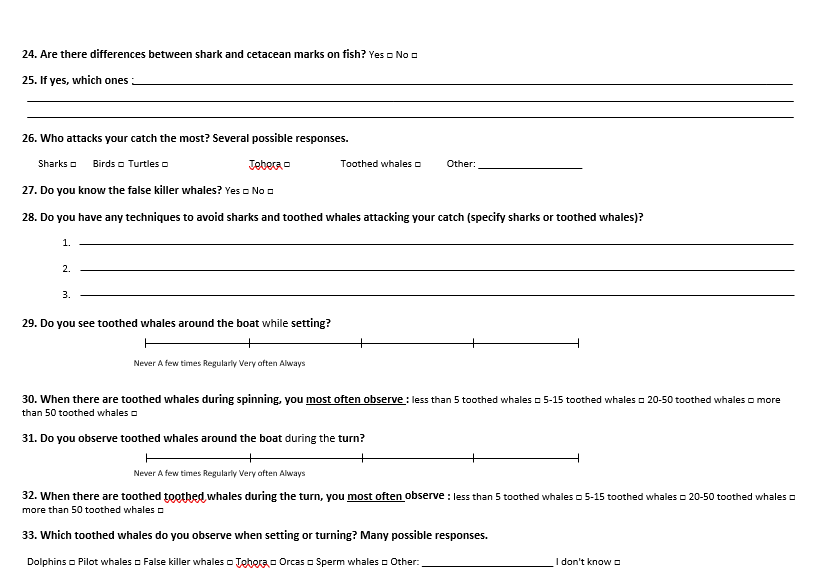 24. Are there differences between shark and cetacean marks on fish? Yes □ No □
25. If yes, which ones :
26. Who attacks your catch the most? Several possible responses.
Sharks □ Birds □ Turtles □ Tohora □ Toothed whales □ Other:
27. Do you know the false killer whales? Yes □ No □
28. Do you have any techniques to avoid sharks and toothed whales attacking your catch (specify sharks or toothed whales)?
1.
2.
3.
29. Do you see toothed whales around the boat while setting?
Never A few times Regularly Very often Always
30. When there are toothed whales during spinning, you most often observe : less than 5 toothed whales □ 5-15 toothed whales □ 20-50 toothed whales □ more
than 50 toothed whales □
31. Do you observe toothed whales around the boat during the turn?
Never A few times Regularly Very often Always
32. When there are toothed toothed whales during the turn, you most often observe : less than 5 toothed whales □ 5-15 toothed whales □ 20-50 toothed whales □
more than 50 toothed whales □
33. Which toothed whales do you observe when setting or turning? Many possible responses.
Dolphins □ Pilot whales □ False killer whales □ Tohora □ Orcas □ Sperm whales □ Other: I don't know □